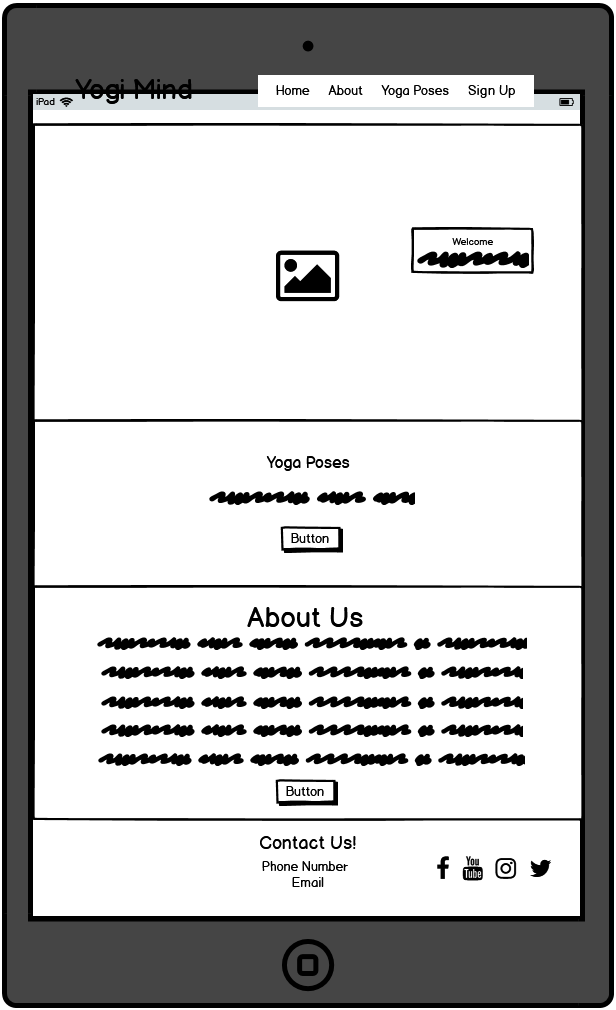 Yogi Mind Home About Yoga Poses Sign Up
iPad
Welcome
Yoga Poses
Button
About Us
Button
Contact Us!
Phone Number
Email
You
Tube